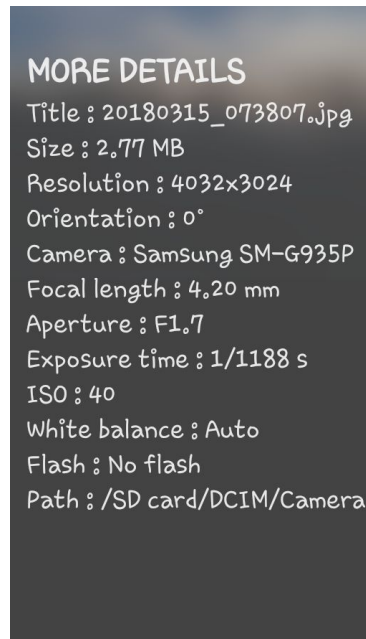 MORE DETAILS
Title : 20180315_073807.jpg
Size : 2.77 MB
Resolution : 4032x3024
Orientation : 0°
Camera : Samsung SM-G935P
Focal length : 4.20 mm
Aperture : F1.7
Exposure time : 1/1188 s
ISO : 40
White balance : Auto
Flash : No flash
Path : /SD card/DCIM/Camera